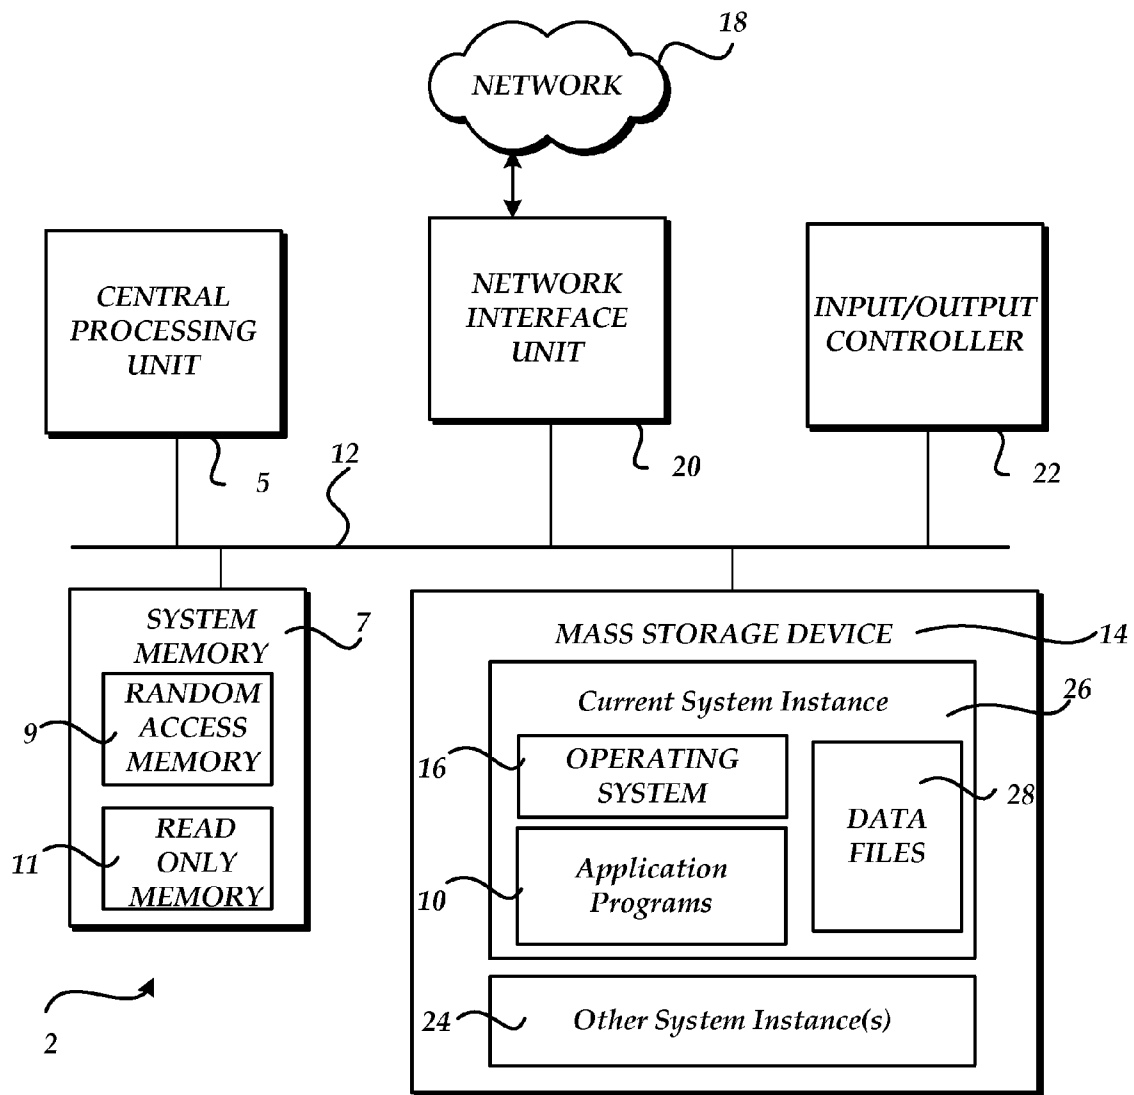 18
NETWORK
CENTRAL
PROCESSING
UNIT
NETWORK
INTERFACE
UNIT
INPUT/OUTPUT
CONTROLLER
5
12
20
22
SYSTEM
MEMORY
7
RANDOM
ACCESS
MEMORY
9
READ
ONLY
MEMORY
11
2
MASS STORAGE DEVICE
14
Current System Instance
26
16
OPERATING
SYSTEM
28
DATA
FILES
10
Application
Programs
24
Other System Instance(s)